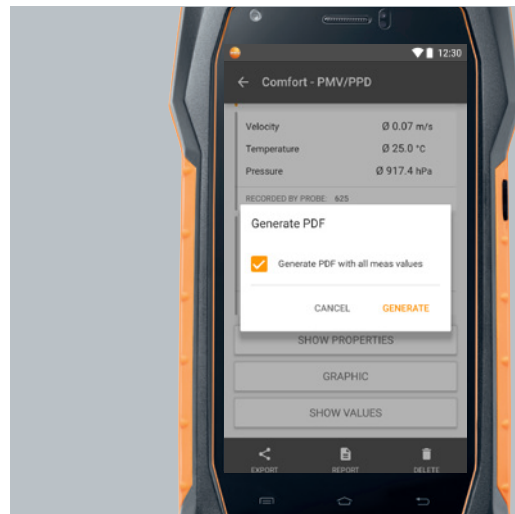 12:30
Comfort - PMV/PPD
Velocity Ø 0.07 m/s
Temperature Ø 25.0 °C
Pressure Ø 917.4 hPa
RECORDED BY PROBE: 625
Generate PDF
Generate PDF with all meas values
CANCEL GENERATE
SHOW PROPERTIES
GRAPHIC
SHOW VALUES
EXPORT REPORT DELETE